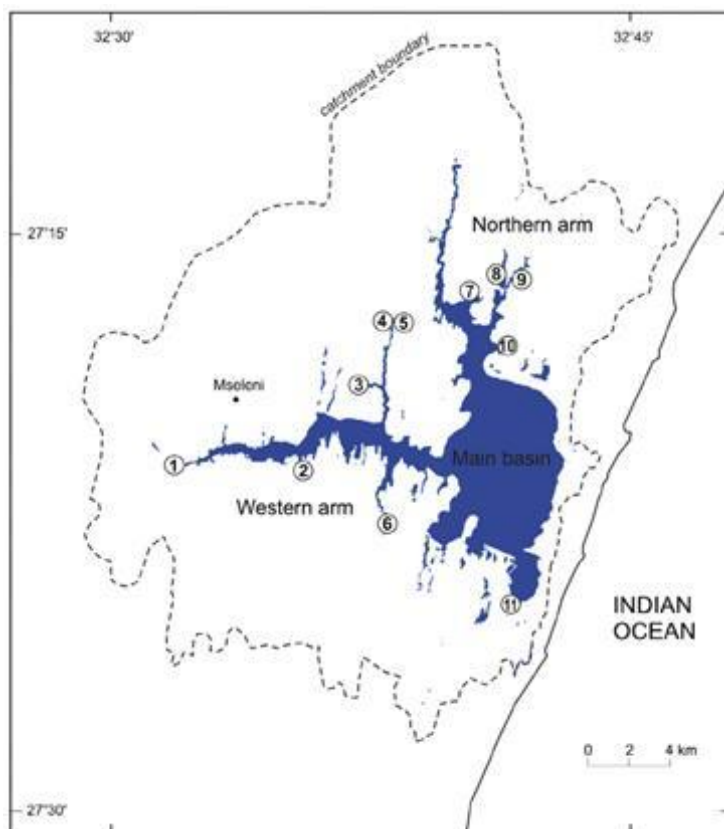 32°30'
32°45'
catchment boundary
27°15'
Northern arm
8
9
7
4
5
10
3
Mseleni
Main basin
1
2
Western arm
6
11
INDIAN
OCEAN
0 2 4 km
27°30'